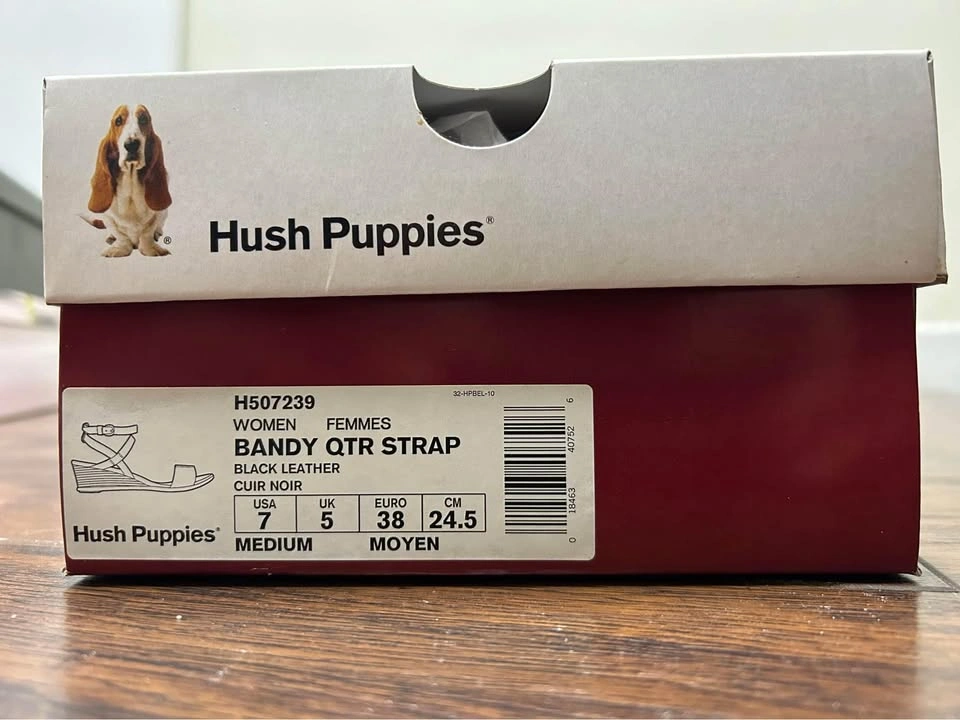 Hush Puppies®
®
H507239
32-HPBEL-10
WOMEN FEMMES
BANDY QTR STRAP
BLACK LEATHER
CUIR NOIR
USA UK EURO CM
7 5 38 24.5
MEDIUM MOYEN
Hush Puppies®
0 18463 40752 6